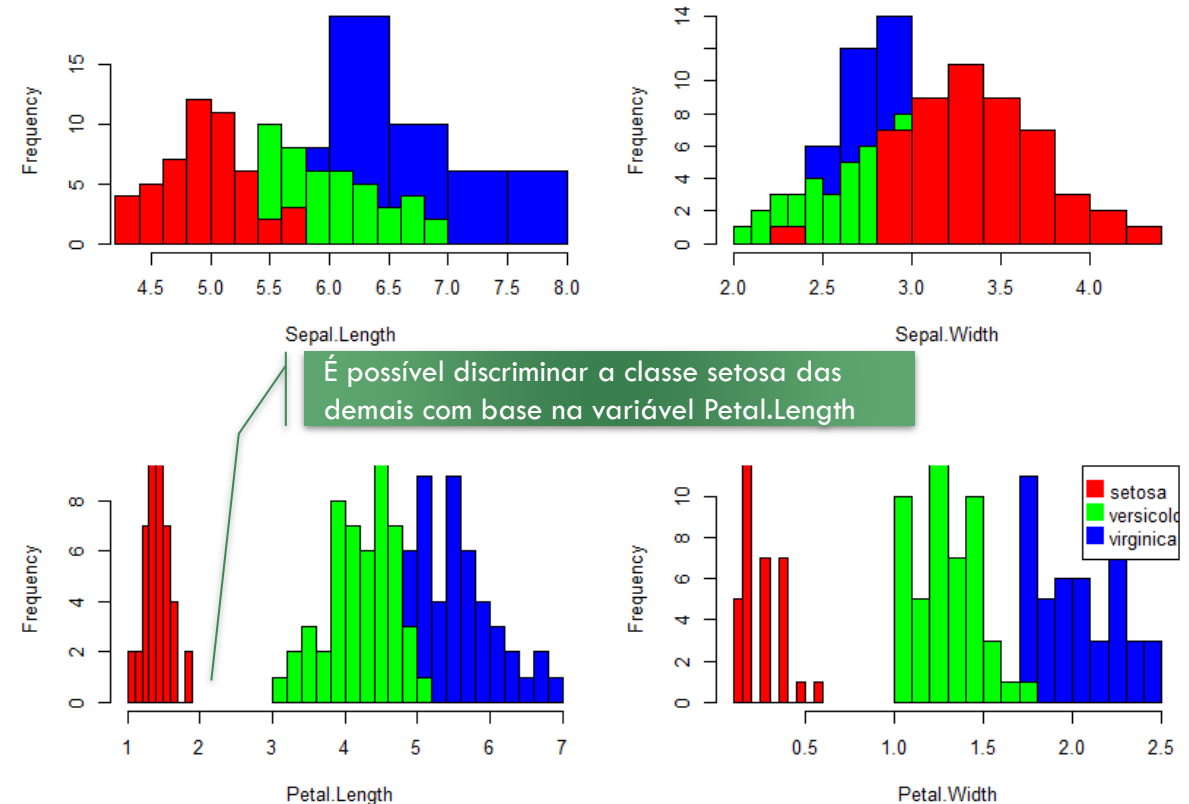 Frequency
15
10
5
0
4.5 5.0 5.5 6.0 6.5 7.0 7.5 8.0
Sepal.Length
Frequency
14
10
8
6
4
2
0
2.0 2.5 3.0 3.5 4.0
Sepal.Width
É possível discriminar a classe setosa das
demais com base na variável Petal.Length
Frequency
8
6
4
2
0
1 2 3 4 5 6 7
Petal.Length
Frequency
10
8
6
4
2
0
0.5 1.0 1.5 2.0 2.5
Petal.Width
setosa
versicolo
virginica